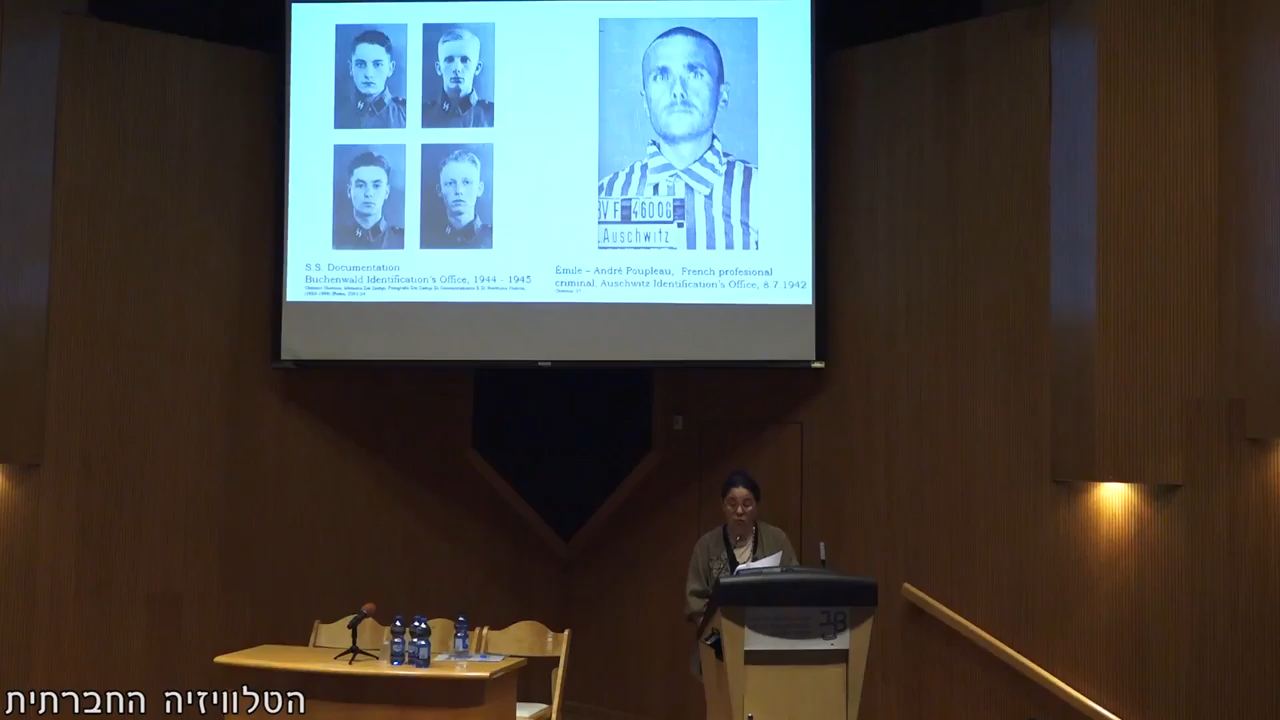 BVF 46006
.Auschwitz
S.S. Documentation
Buchenwald Identification's Office, 1944 - 1945
Émile – André Poupleau, French profesional
criminal, Auschwitz Identification's Office, 8.7.1942
הטלוויזיה החברתית